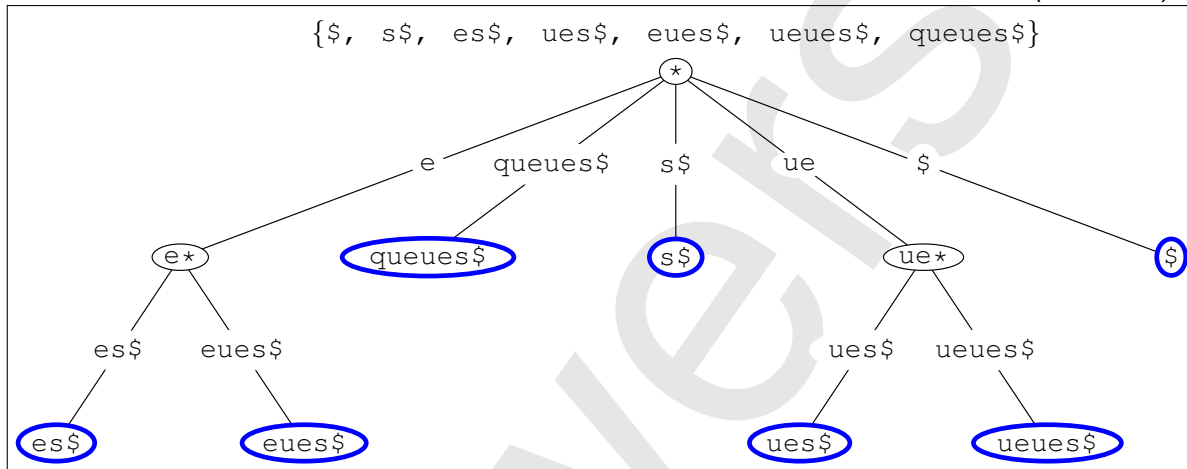 {$, s$, es$, ues$, eues$, ueues$, queues$}
*
e queues$ s$ ue $
e* queues$ s$ ue* $
es$ eues$ ues$ ueues$
es$ eues$ ues$ ueues$